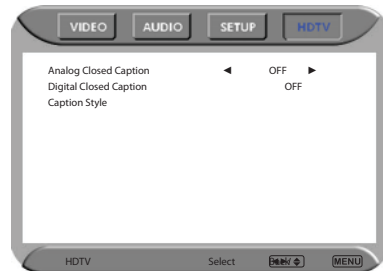 VIDEO AUDIO SETUP HDTV
Analog Closed Caption ◄ OFF ►
Digital Closed Caption OFF
Caption Style
HDTV Select MENU